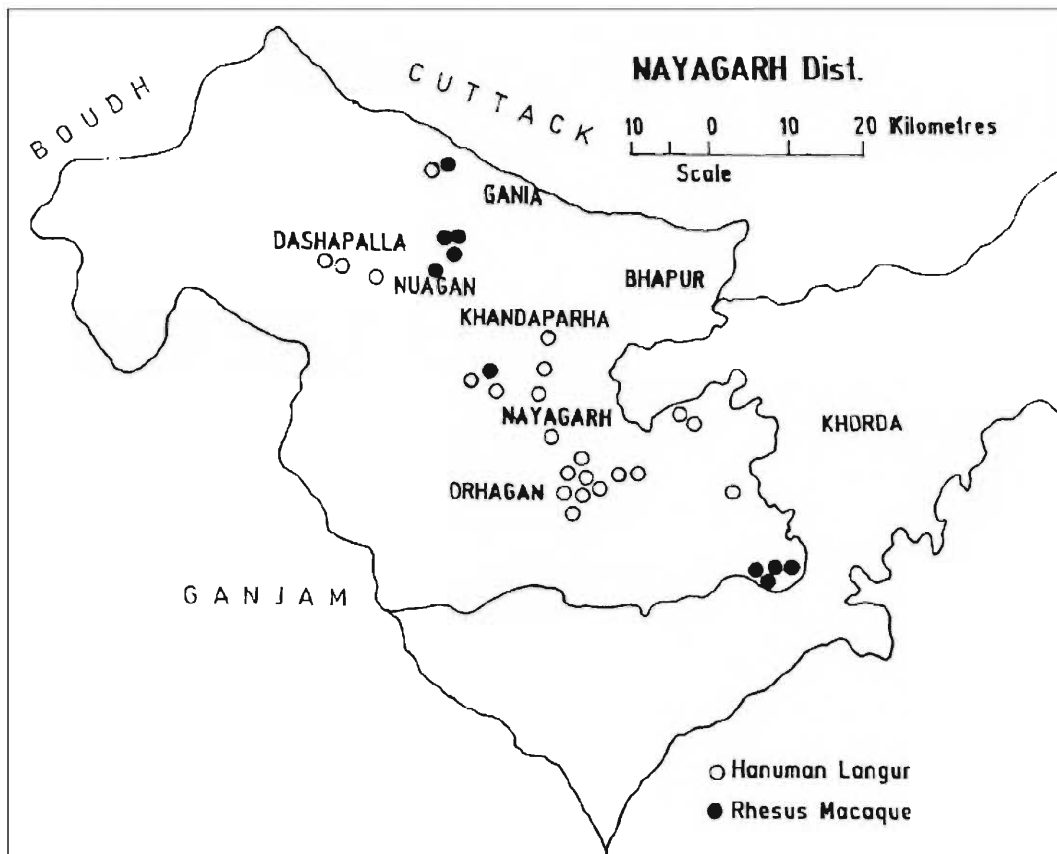 NAYAGARH Dist.
CUTTACK
BOUDH
10 0 10 20 Kilometres
Scale
GANIA
DASHAPALLA
NUAGAN
BHAPUR
KHANDAPARHA
NAYAGARH
KHORDA
ORHAGAN
GANJAM
Hanuman Langur
Rhesus Macaque